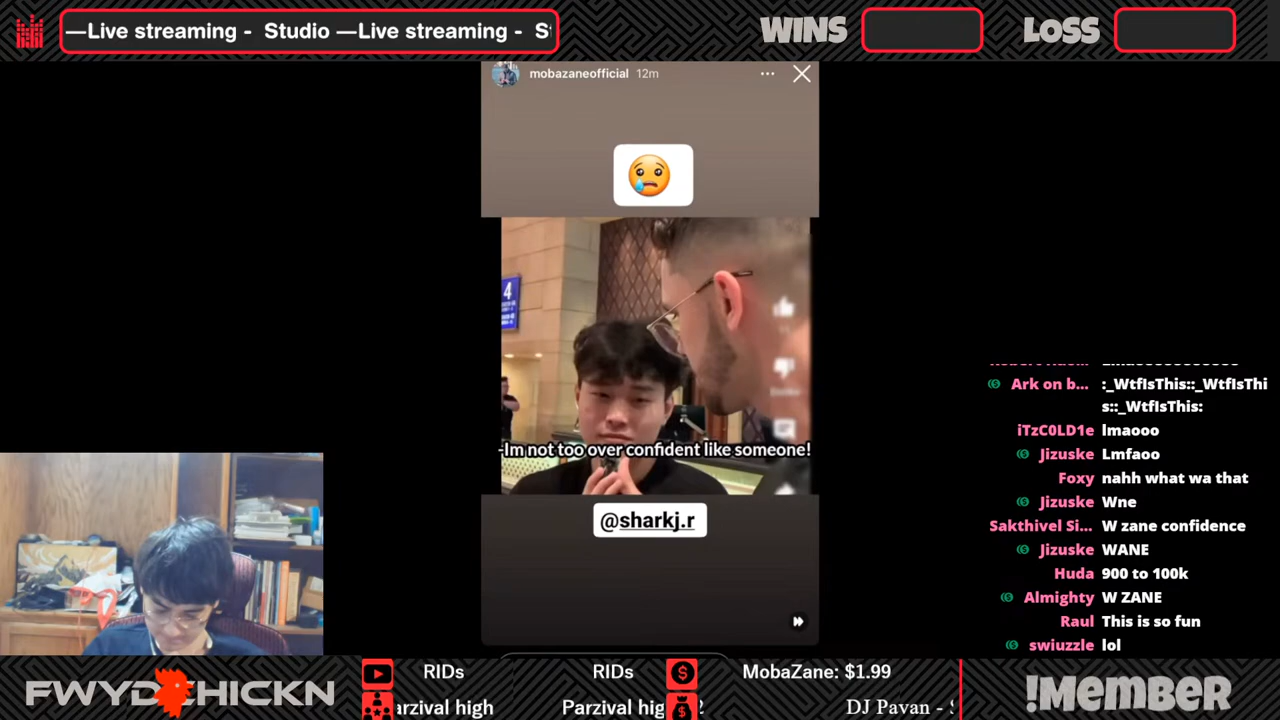 —Live streaming -  Studio —Live streaming -  S
WINS
LOSS
mobazaneofficial 12m
4
-Im not too over confident like someone!
@sharkj.r
Ark on b... :_WtfIsThis::_WtfIsThi
s::_WtfIsThis:
iTzC0LD1e lmaooo
Jizuske Lmfaoo
Foxy nahh what wa that
Jizuske Wne
Sakthivel Si... W zane confidence
Jizuske WANE
Huda 900 to 100k
Almighty W ZANE
Raul This is so fun
swiuzzle lol
FWYDCHICKN
RIDs RIDs MobaZane: $1.99
arzival high Parzival hig 2 DJ Pavan -
!MemBeR